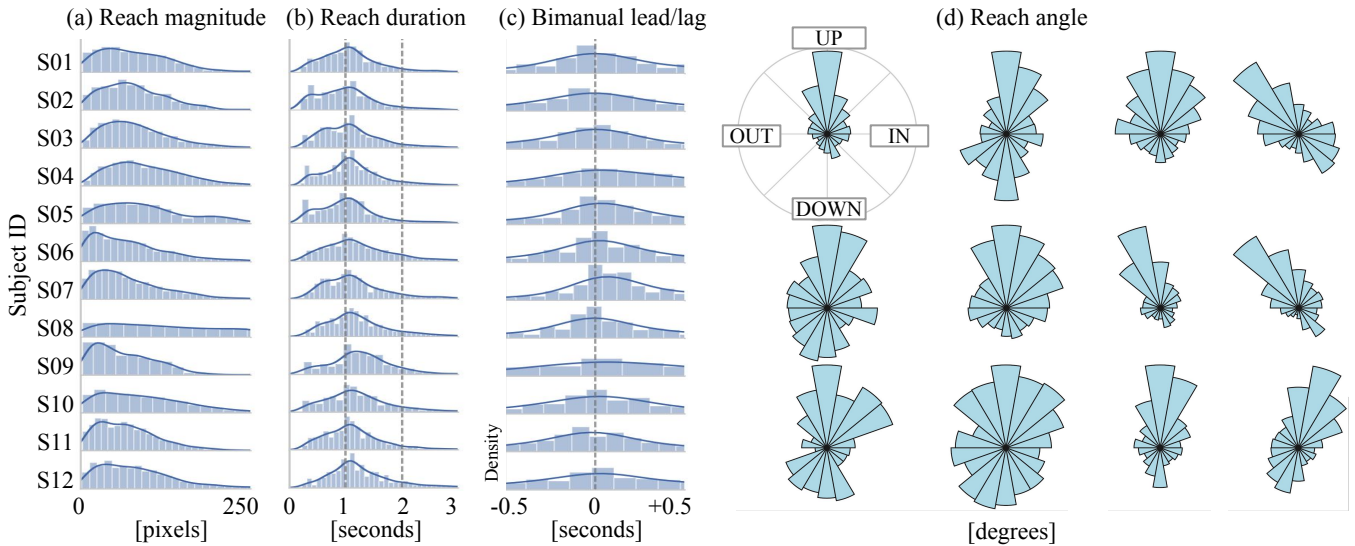 (a) Reach magnitude
(b) Reach duration
(c) Bimanual lead/lag
(d) Reach angle
Subject ID
S01
S02
S03
S04
S05
S06
S07
S08
S09
S10
S11
S12
0 250
[pixels]
0 1 2 3
[seconds]
Density
-0.5 0 +0.5
[seconds]
UP
OUT IN
DOWN
[degrees]